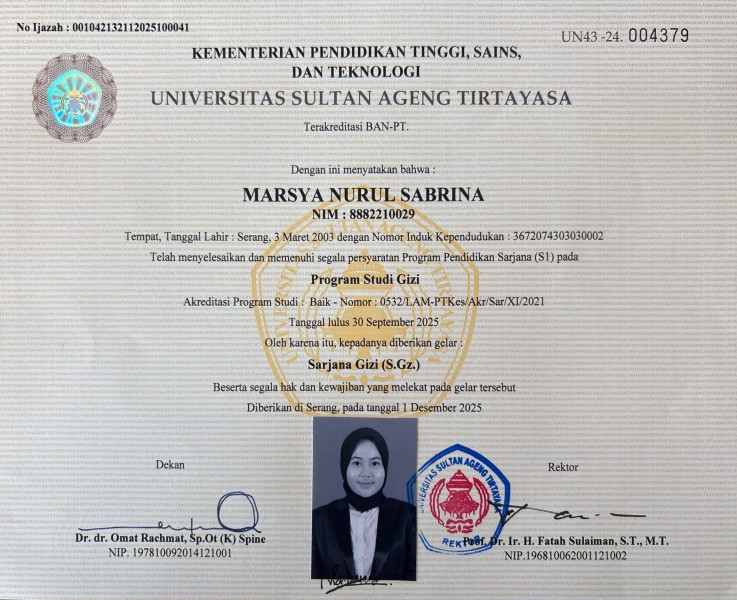 No Ijazah : 001042132112025100041
UN43 -24. 004379
KEMENTERIAN PENDIDIKAN TINGGI, SAINS,
DAN TEKNOLOGI
UNIVERSITAS SULTAN AGENG TIRTAYASA
Terakreditasi BAN-PT.
Dengan ini menyatakan bahwa :
MARSYA NURUL SABRINA
NIM : 8882210029
Tempat, Tanggal Lahir : Serang, 3 Maret 2003 dengan Nomor Induk Kependudukan : 3672074303030002
Telah menyelesaikan dan memenuhi segala persyaratan Program Pendidikan Sarjana (S1) pada
Program Studi Gizi
Akreditasi Program Studi : Baik - Nomor : 0532/LAM-PTKes/Akr/Sar/XI/2021
Tanggal lulus 30 September 2025
Oleh karena itu, kepadanya diberikan gelar :
Sarjana Gizi (S.Gz.)
Beserta segala hak dan kewajiban yang melekat pada gelar tersebut
Diberikan di Serang, pada tanggal 1 Desember 2025
Dekan
Rektor
UNIVERSITAS SULTAN AGENG TIRTAYASA
REKTOR
Dr. dr. Omat Rachmat, Sp.Ot (K) Spine
NIP. 197810092014121001
Prof. Dr. Ir. H. Fatah Sulaiman, S.T., M.T.
NIP.196810062001121002